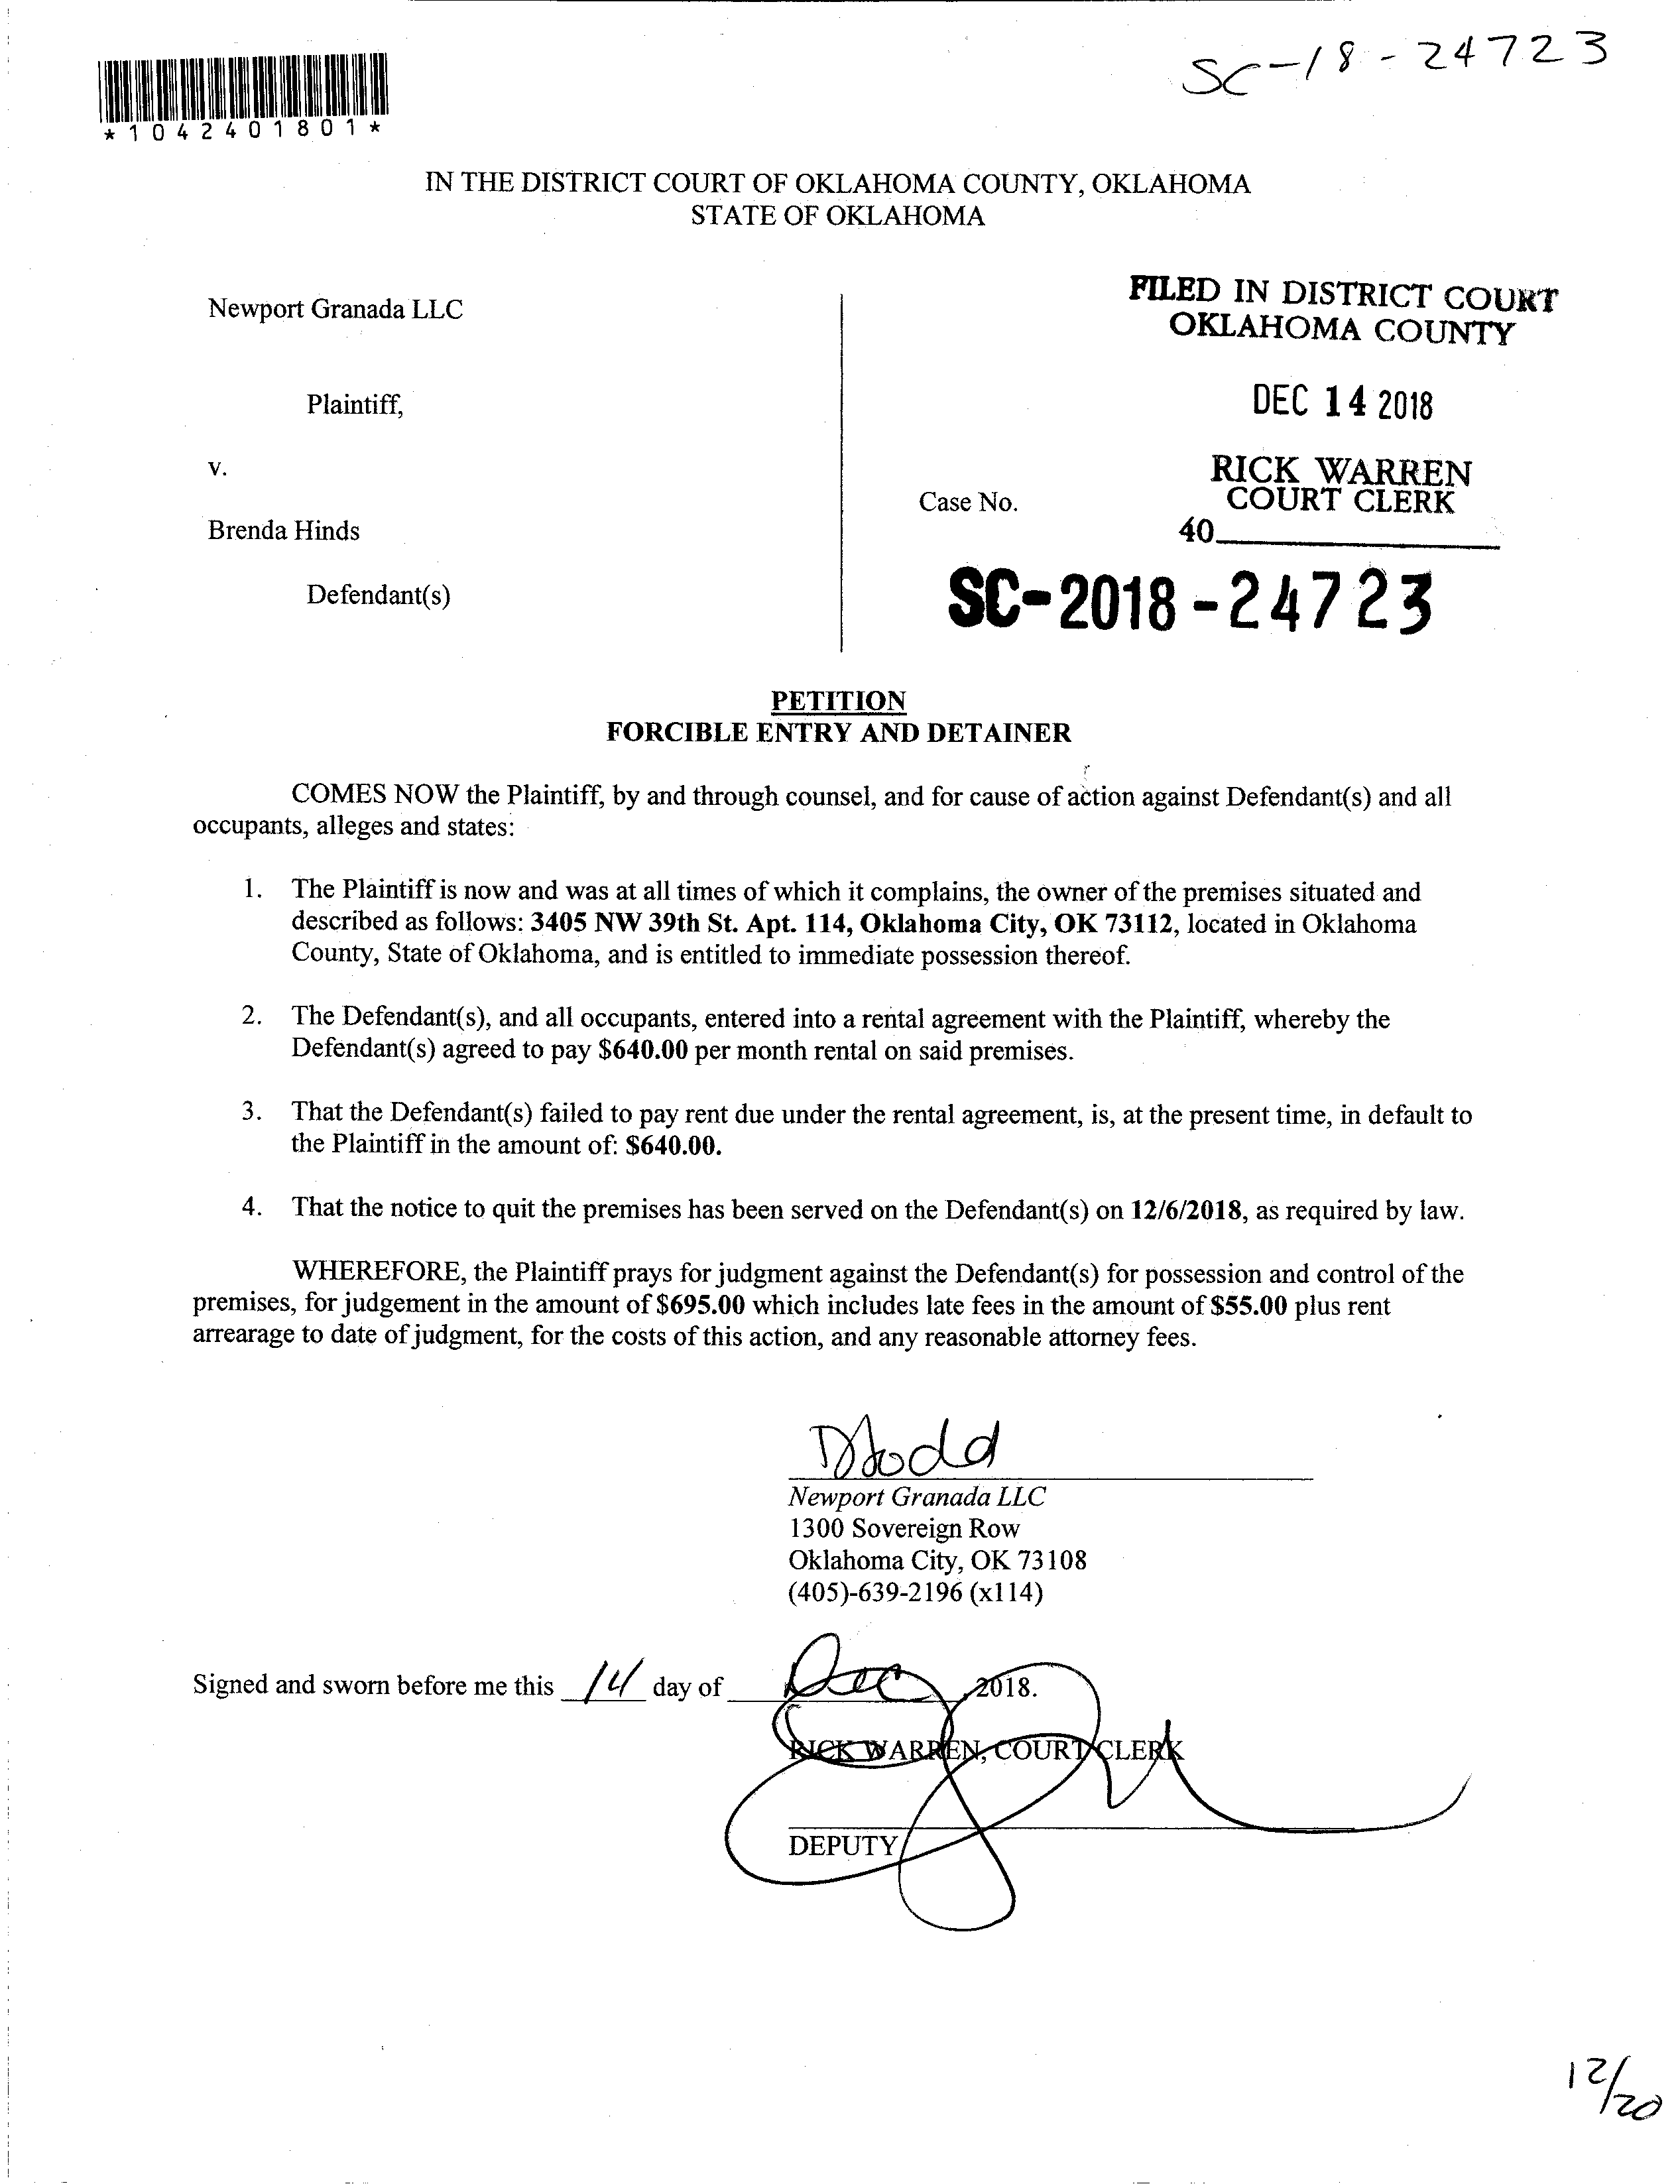 SC-18-24723
*1042401801*
IN THE DISTRICT COURT OF OKLAHOMA COUNTY, OKLAHOMA
STATE OF OKLAHOMA
Newport Granada LLC
Plaintiff,
v.
Brenda Hinds
Defendant(s)
FILED IN DISTRICT COURT
OKLAHOMA COUNTY
DEC 14 2018
RICK WARREN
COURT CLERK
40
Case No.
SC-2018-24723
PETITION
FORCIBLE ENTRY AND DETAINER
COMES NOW the Plaintiff, by and through counsel, and for cause of action against Defendant(s) and all
occupants, alleges and states:
1. The Plaintiff is now and was at all times of which it complains, the owner of the premises situated and
described as follows: 3405 NW 39th St. Apt. 114, Oklahoma City, OK 73112, located in Oklahoma
County, State of Oklahoma, and is entitled to immediate possession thereof.
2. The Defendant(s), and all occupants, entered into a rental agreement with the Plaintiff, whereby the
Defendant(s) agreed to pay $640.00 per month rental on said premises.
3. That the Defendant(s) failed to pay rent due under the rental agreement, is, at the present time, in default to
the Plaintiff in the amount of: $640.00.
4. That the notice to quit the premises has been served on the Defendant(s) on 12/6/2018, as required by law.
WHEREFORE, the Plaintiff prays for judgment against the Defendant(s) for possession and control of the
premises, for judgement in the amount of $695.00 which includes late fees in the amount of $55.00 plus rent
arrearage to date of judgment, for the costs of this action, and any reasonable attorney fees.
Newport Granada LLC
1300 Sovereign Row
Oklahoma City, OK 73108
(405)-639-2196 (x114)
Signed and sworn before me this 14 day of Dec, 2018.
RICK WARREN, COURT CLERK
DEPUTY
12/20